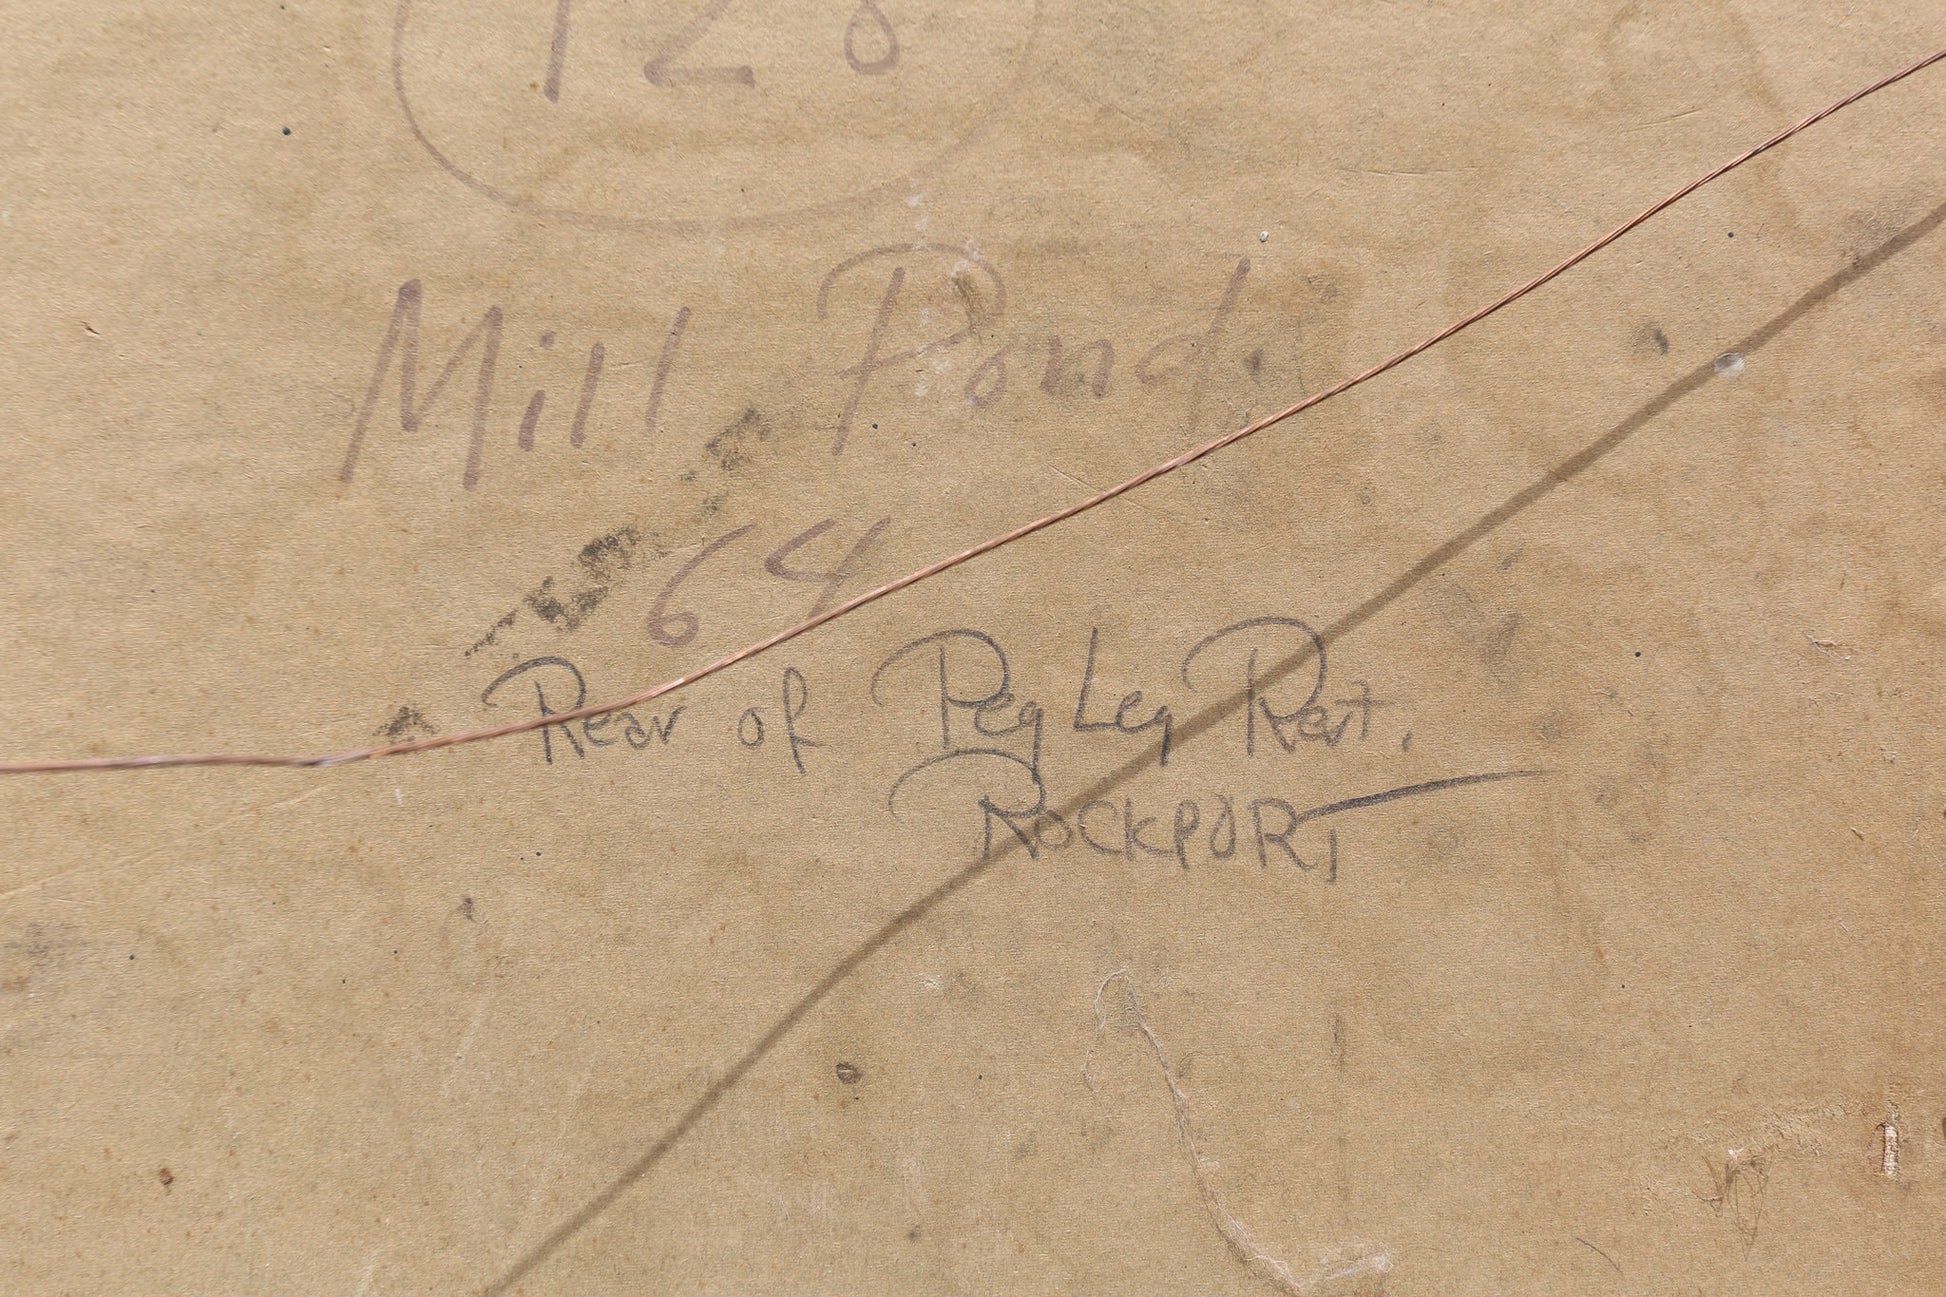 128
Mill Pond
64
Rear of Peg Leg Rest.
ROCKPORT